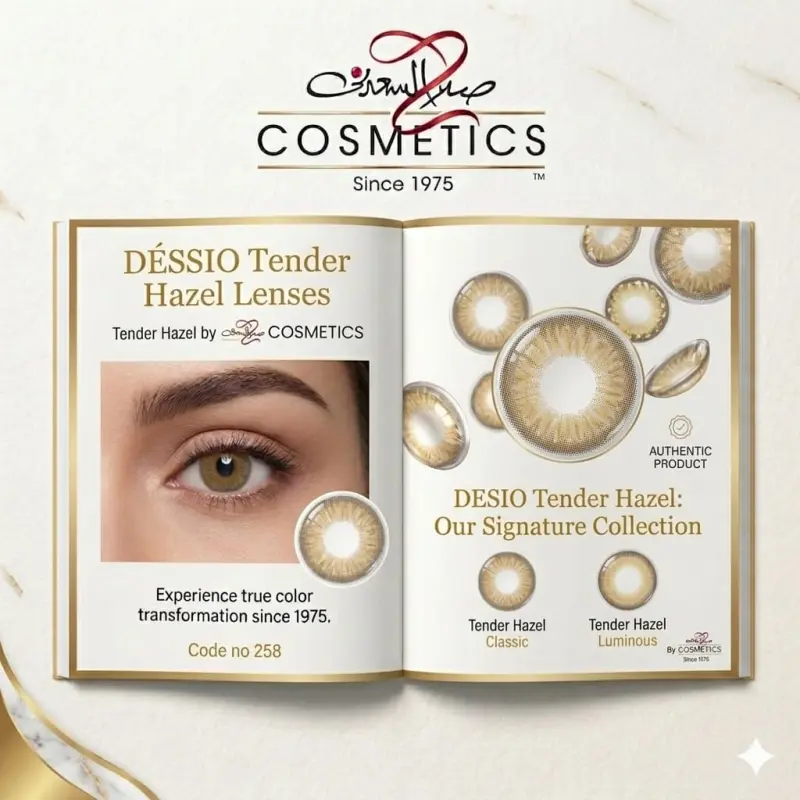 COSMETICS
Since 1975
TM
DÉSSIO Tender
Hazel Lenses
Tender Hazel by COSMETICS
Experience true color
transformation since 1975.
Code no 258
AUTHENTIC
PRODUCT
DESIO Tender Hazel:
Our Signature Collection
Tender Hazel
Classic
Tender Hazel
Luminous
By COSMETICS
Since 1975